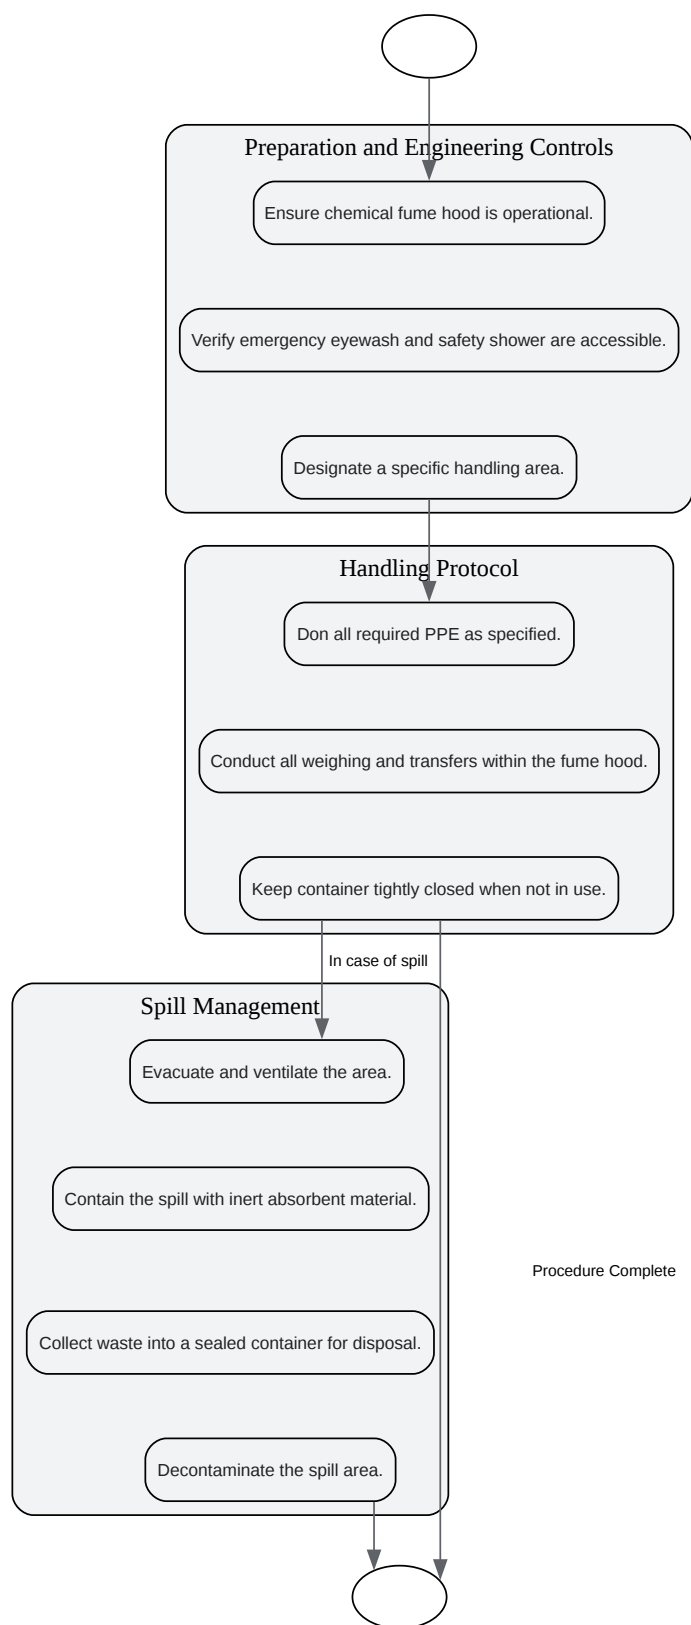 Preparation and Engineering Controls
Ensure chemical fume hood is operational.
Verify emergency eyewash and safety shower are accessible.
Designate a specific handling area.
Handling Protocol
Don all required PPE as specified.
Conduct all weighing and transfers within the fume hood.
Keep container tightly closed when not in use.
In case of spill
Spill Management
Evacuate and ventilate the area.
Contain the spill with inert absorbent material.
Procedure Complete
Collect waste into a sealed container for disposal.
Decontaminate the spill area.